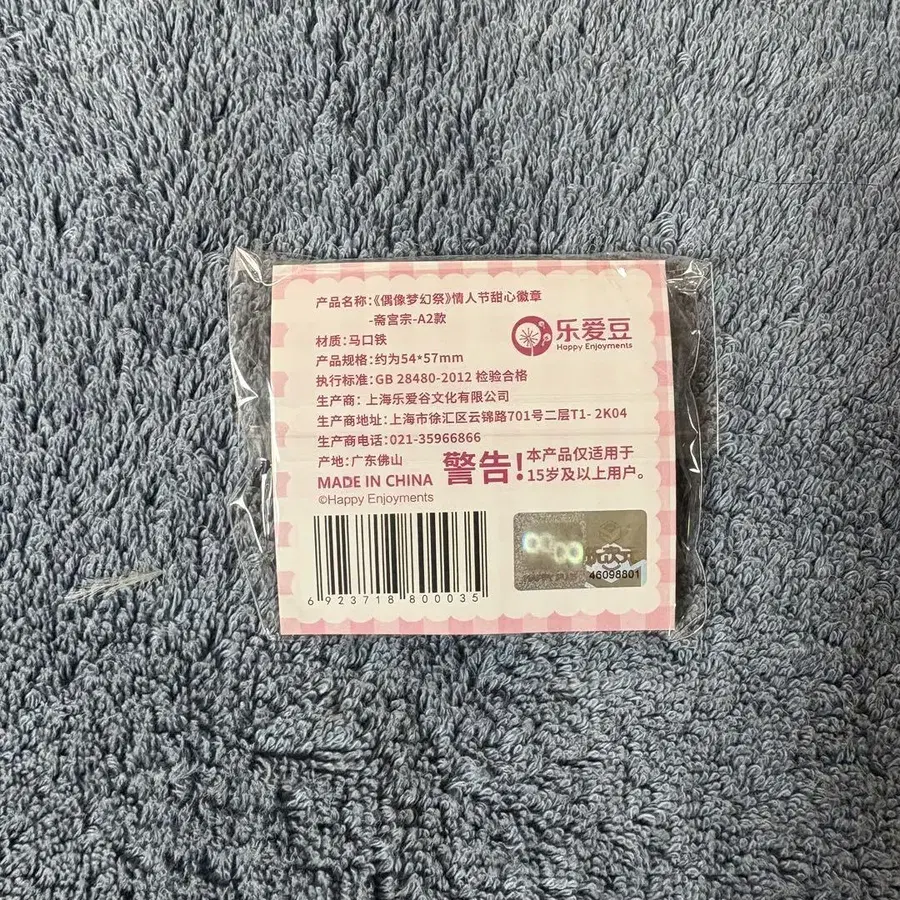 产品名称:《偶像梦幻祭》情人节甜心徽章
-斋宫宗-A2款
材质: 马口铁
产品规格:约为54*57mm
执行标准:GB 28480-2012 检验合格
生产商: 上海乐爱谷文化有限公司
生产商地址: 上海市徐汇区云锦路701号二层T1- 2K04
生产商电话:021-35966866
产地: 广东佛山
MADE IN CHINA
©Happy Enjoyments
乐爱豆
Happy Enjoyments
警告!
本产品仅适用于
15岁及以上用户。
6 923718 800035
46098801